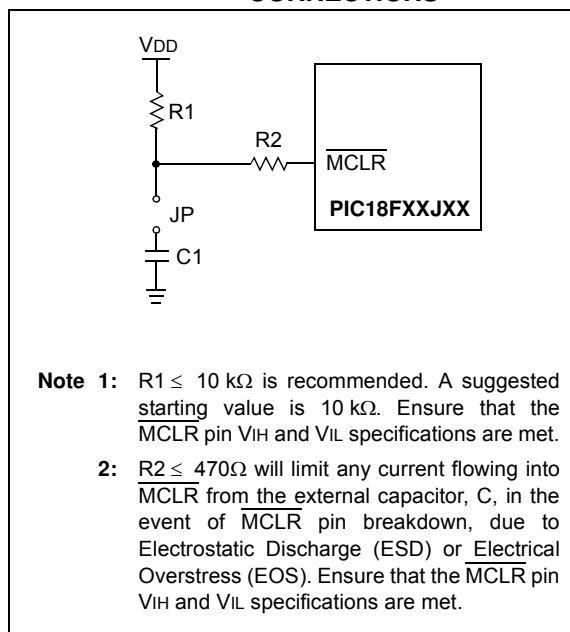 VDD
R1
R2
MCLR
PIC18FXXJXX
JP
C1
Note 1: R1 ≤ 10 kΩ is recommended. A suggested
starting value is 10 kΩ. Ensure that the
MCLR pin VIH and VIL specifications are met.
2: R2 ≤ 470Ω will limit any current flowing into
MCLR from the external capacitor, C, in the
event of MCLR pin breakdown, due to
Electrostatic Discharge (ESD) or Electrical
Overstress (EOS). Ensure that the MCLR pin
VIH and VIL specifications are met.